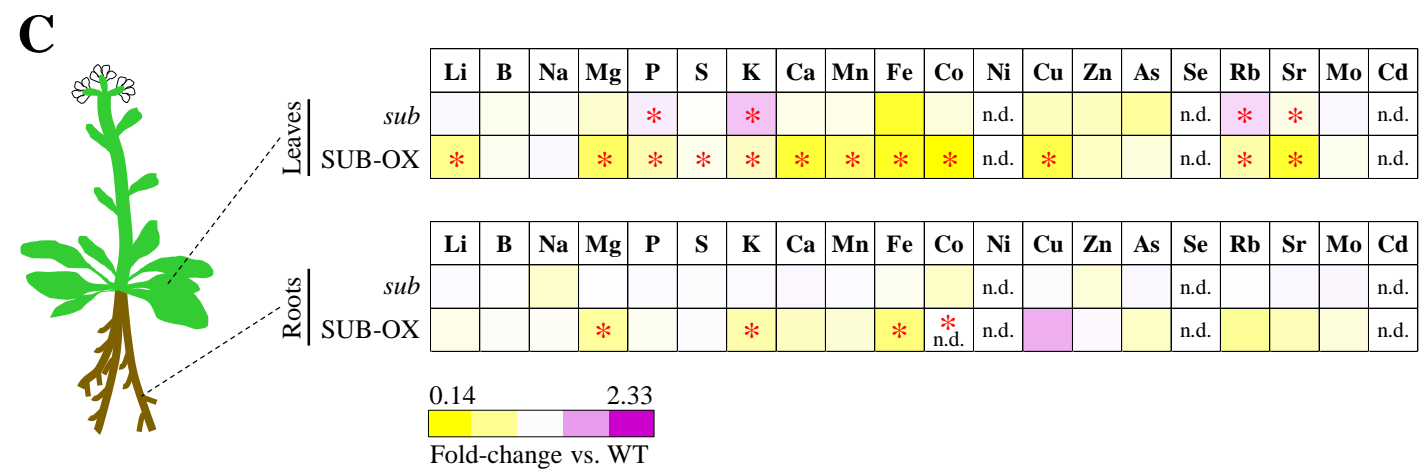 C
Leaves
Li B Na Mg P S K Ca Mn Fe Co Ni Cu Zn As Se Rb Sr Mo Cd
sub * * n.d. n.d. * * n.d.
SUB-OX * * * * * * * * * n.d. * n.d. * * n.d.
Roots
Li B Na Mg P S K Ca Mn Fe Co Ni Cu Zn As Se Rb Sr Mo Cd
sub n.d. n.d. n.d.
SUB-OX * * * * n.d. n.d. n.d. n.d.
0.14 2.33
Fold-change vs. WT